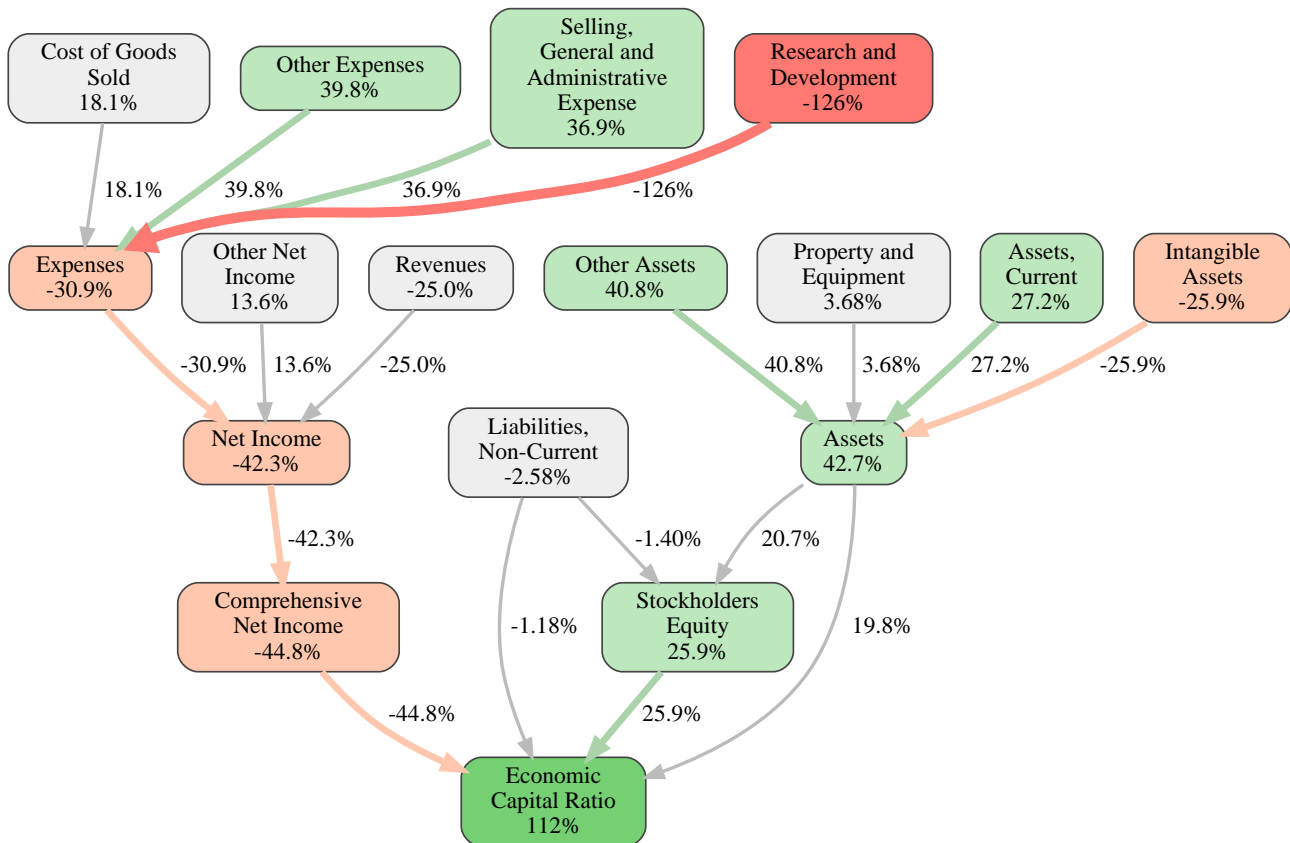 Cost of Goods
Sold
18.1%
Other Expenses
39.8%
Selling,
General and
Administrative
Expense
36.9%
Research and
Development
-126%
18.1%
39.8%
36.9%
-126%
Expenses
-30.9%
Other Net
Income
13.6%
Revenues
-25.0%
Other Assets
40.8%
Property and
Equipment
3.68%
Assets,
Current
27.2%
Intangible
Assets
-25.9%
-30.9%
13.6%
-25.0%
40.8%
3.68%
27.2%
-25.9%
Net Income
-42.3%
Liabilities,
Non-Current
-2.58%
Assets
42.7%
-42.3%
-1.40%
20.7%
Comprehensive
Net Income
-44.8%
-1.18%
Stockholders
Equity
25.9%
19.8%
-44.8%
25.9%
Economic
Capital Ratio
112%